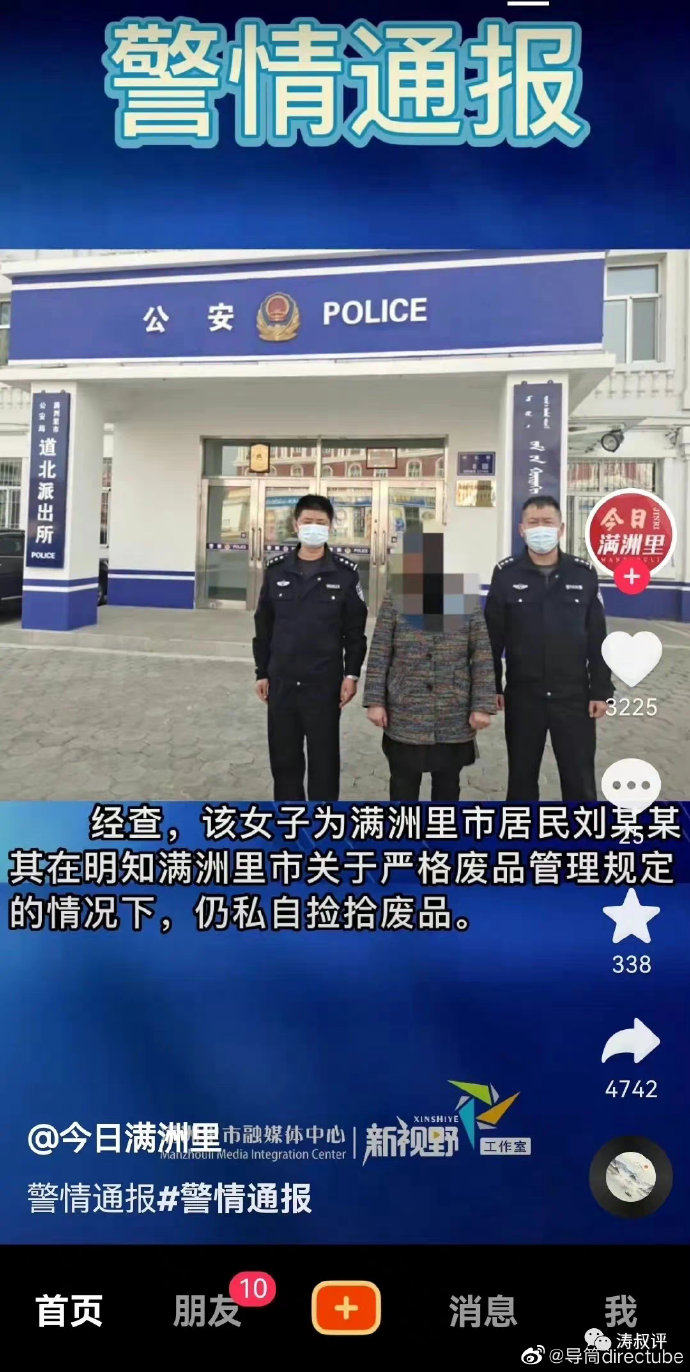 警情通报
公 安 POLICE
满洲里市
公安局
道北派出所
POLICE
今日
JINRI
满洲里
MANZHOULI
3225
经查，该女子为满洲里市居民刘某某
其在明知满洲里市关于严格废品管理规定
的情况下，仍私自捡拾废品。
25
338
4742
@今日满洲里
市融媒体中心
Manzhouli Media Integration Center
XINSHIYE
新视野
工作室
警情通报#警情通报
首页
朋友
10
消息
我
涛叔评
@导筒directube